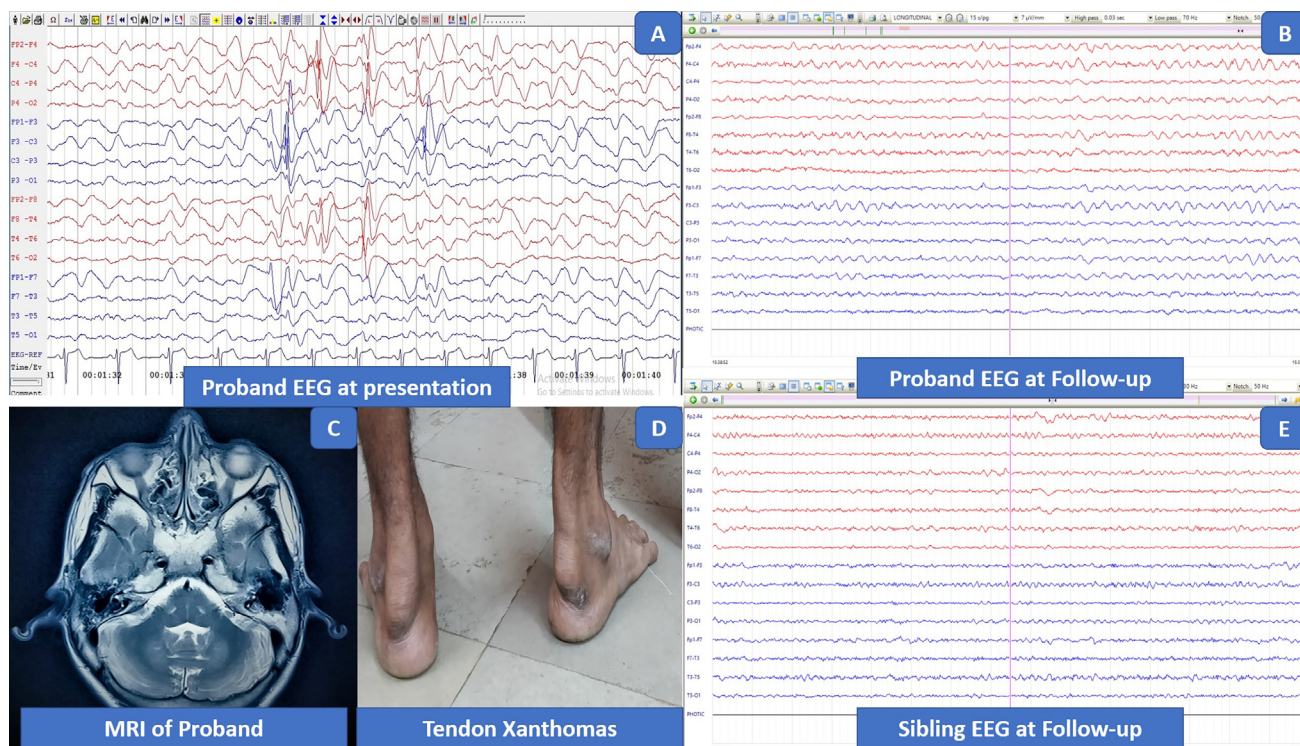 A
FP2-F4
F4 -C4
C4 -P4
P4 -O2
FP1-F3
F3 -C3
C3 -P3
P3 -O1
FP2-F8
F8 -T4
T4 -T6
T6 -O2
FP1-F7
F7 -T3
T3 -T5
T5 -O1
EKG-REF
Time/Ev
Comment
00:01:32 00:01:39 00:01:40
Activate Windows
Go to Settings to activate Windows.
Proband EEG at presentation
LONGITUDINAL 15 s/pg 7 µV/mm High pass 0.03 sec Low pass 70 Hz Notch 50
B
Fp2-F4
F4-C4
C4-P4
P4-O2
Fp2-F8
F8-T4
T4-T6
T6-O2
Fp1-F3
F3-C3
C3-P3
P3-O1
Fp1-F7
F7-T3
T3-T5
T5-O1
PHOTIC
Proband EEG at Follow-up
C
MRI of Proband
D
Tendon Xanthomas
Notch 50 Hz
E
Fp2-F4
F4-C4
C4-P4
P4-O2
Fp2-F8
F8-T4
T4-T6
T6-O2
Fp1-F3
F3-C3
C3-P3
P3-O1
Fp1-F7
F7-T3
T3-T5
T5-O1
PHOTIC
Sibling EEG at Follow-up